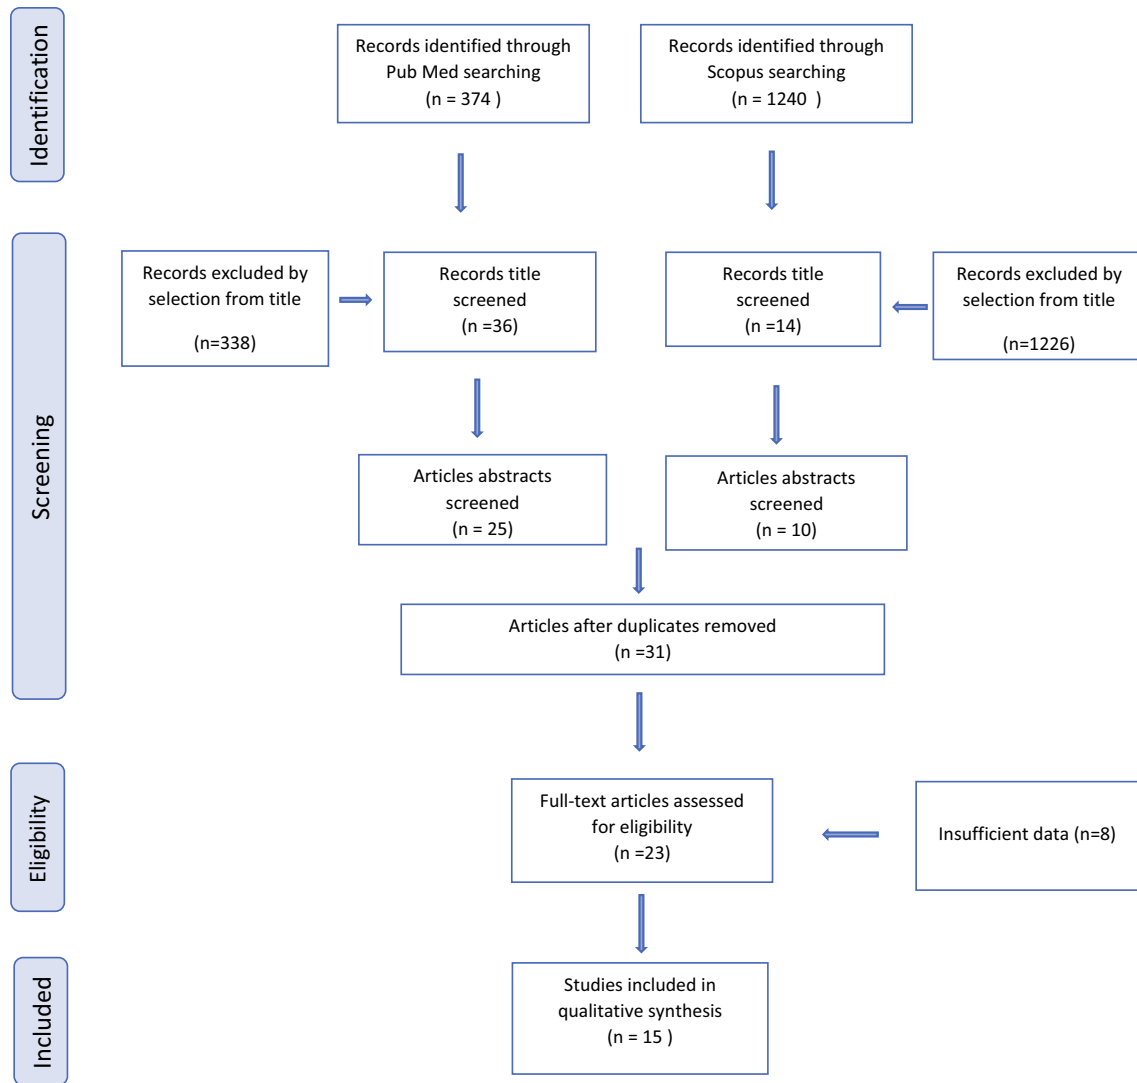 Identification
Records identified through
Pub Med searching
(n = 374 )
Records identified through
Scopus searching
(n = 1240 )
Screening
Records excluded by
selection from title
(n=338)
Records title
screened
(n =36)
Records title
screened
(n =14)
Records excluded by
selection from title
(n=1226)
Articles abstracts
screened
(n = 25)
Articles abstracts
screened
(n = 10)
Articles after duplicates removed
(n =31)
Eligibility
Full-text articles assessed
for eligibility
(n =23)
Insufficient data (n=8)
Included
Studies included in
qualitative synthesis
(n = 15 )